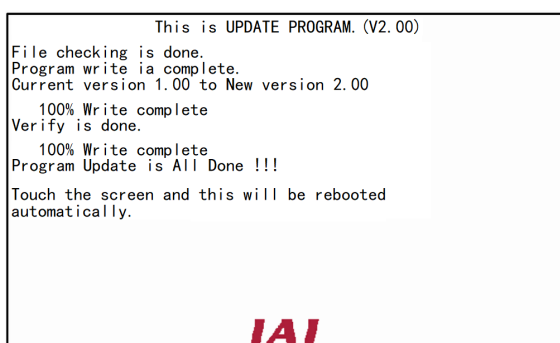 This is UPDATE PROGRAM. (V2.00)
File checking is done.
Program write ia complete.
Current version 1.00 to New version 2.00
100% Write complete
Verify is done.
100% Write complete
Program Update is All Done !!!
Touch the screen and this will be rebooted
automatically.
IAI